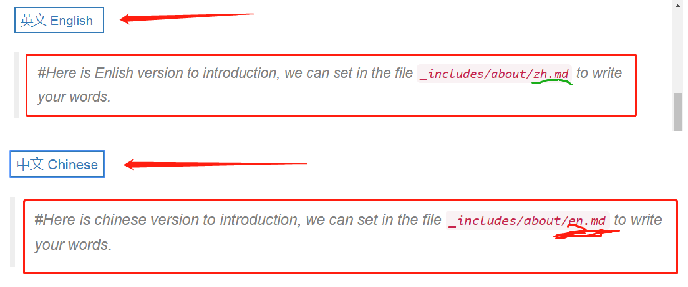 英文 English
#Here is Enlish version to introduction, we can set in the file _includes/about/zh.md to write
your words.
中文 Chinese
#Here is chinese version to introduction, we can set in the file _includes/about/en.md to write
your words.